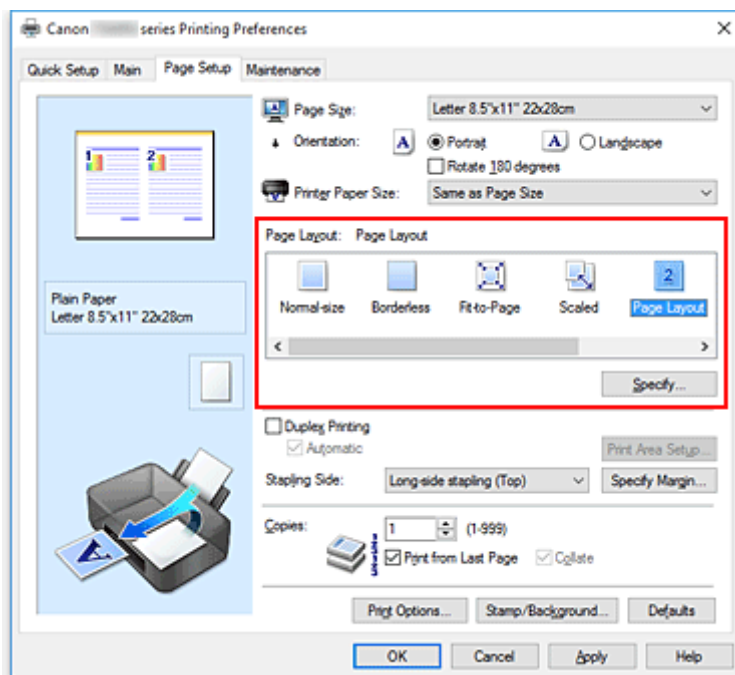 Canon series Printing Preferences
Quick Setup Main Page Setup Maintenance
1 2
Plain Paper
Letter 8.5"x11" 22x28cm
Page Size: Letter 8.5"x11" 22x28cm
Orientation: A Portrait A Landscape
Rotate 180 degrees
Printer Paper Size: Same as Page Size
Page Layout: Page Layout
2
Normal-size Borderless Fit-to-Page Scaled Page Layout
Specify...
Duplex Printing
Automatic Print Area Setup...
Stapling Side: Long-side stapling (Top) Specify Margin...
Copies: 1 (1-999)
Print from Last Page Collate
A
Print Options... Stamp/Background... Defaults
OK Cancel Apply Help